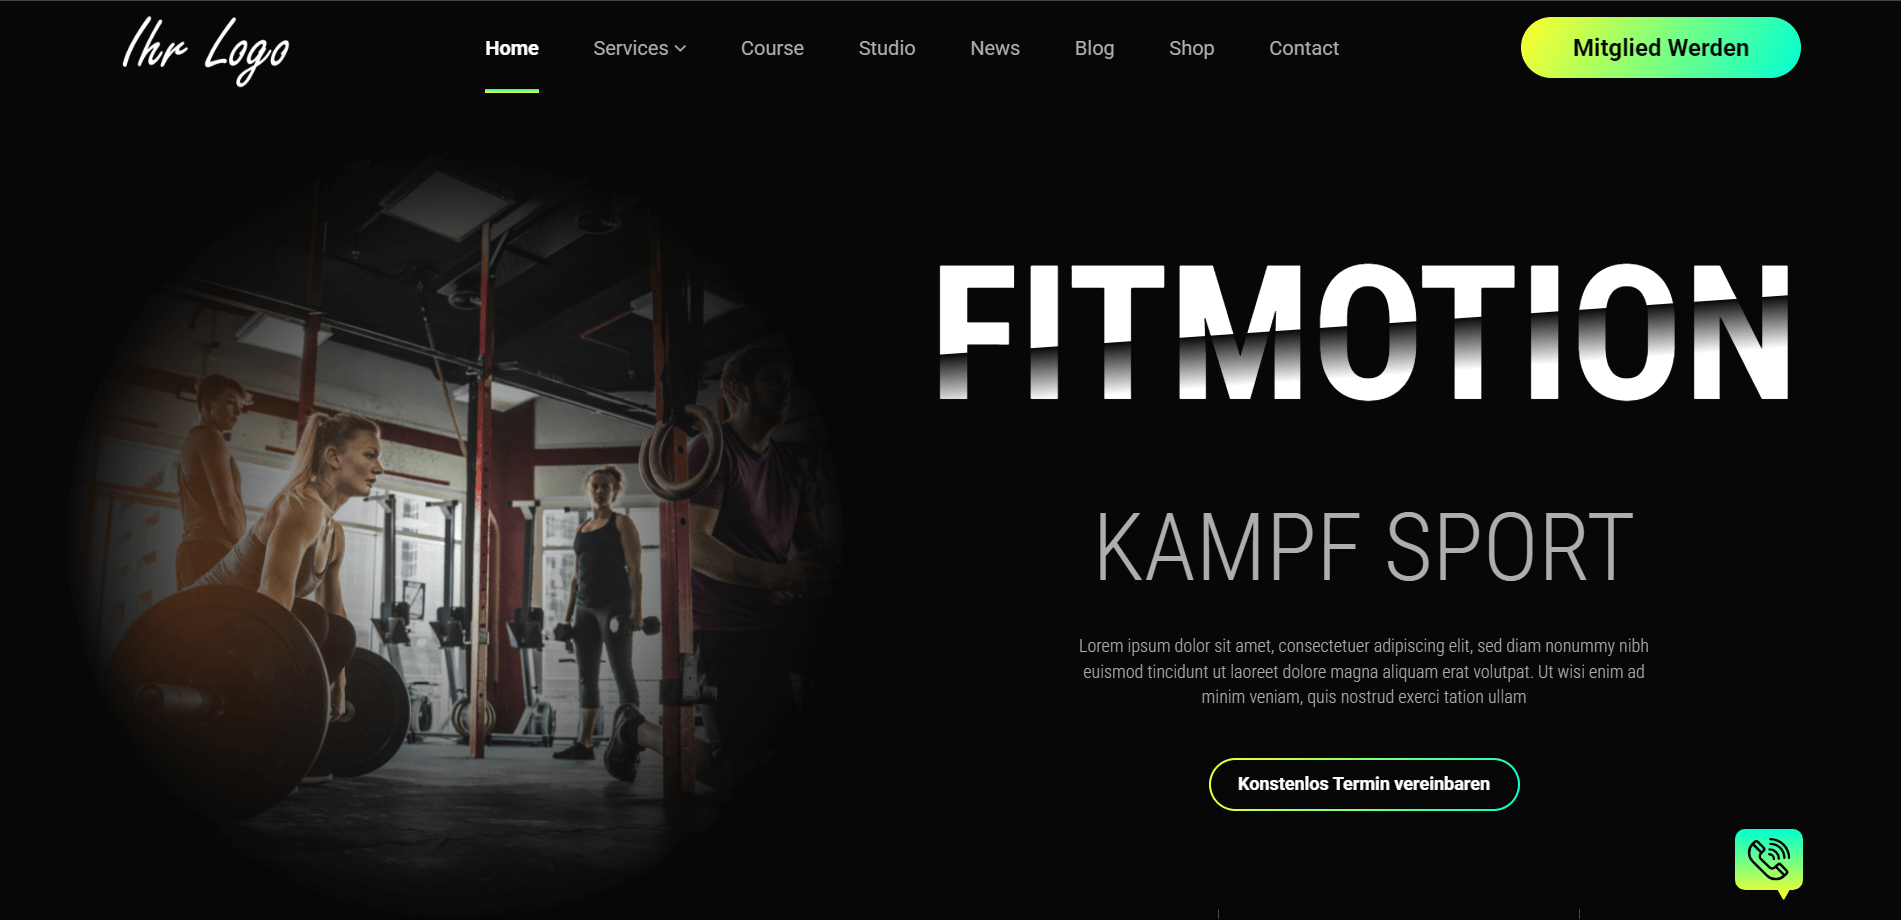 Ihr Logo
Home Services Course Studio News Blog Shop Contact
Mitglied Werden
FITMOTION
KAMPF SPORT
Lorem ipsum dolor sit amet, consectetuer adipiscing elit, sed diam nonummy nibh
euismod tincidunt ut laoreet dolore magna aliquam erat volutpat. Ut wisi enim ad
minim veniam, quis nostrud exerci tation ullam
Konstenlos Termin vereinbaren